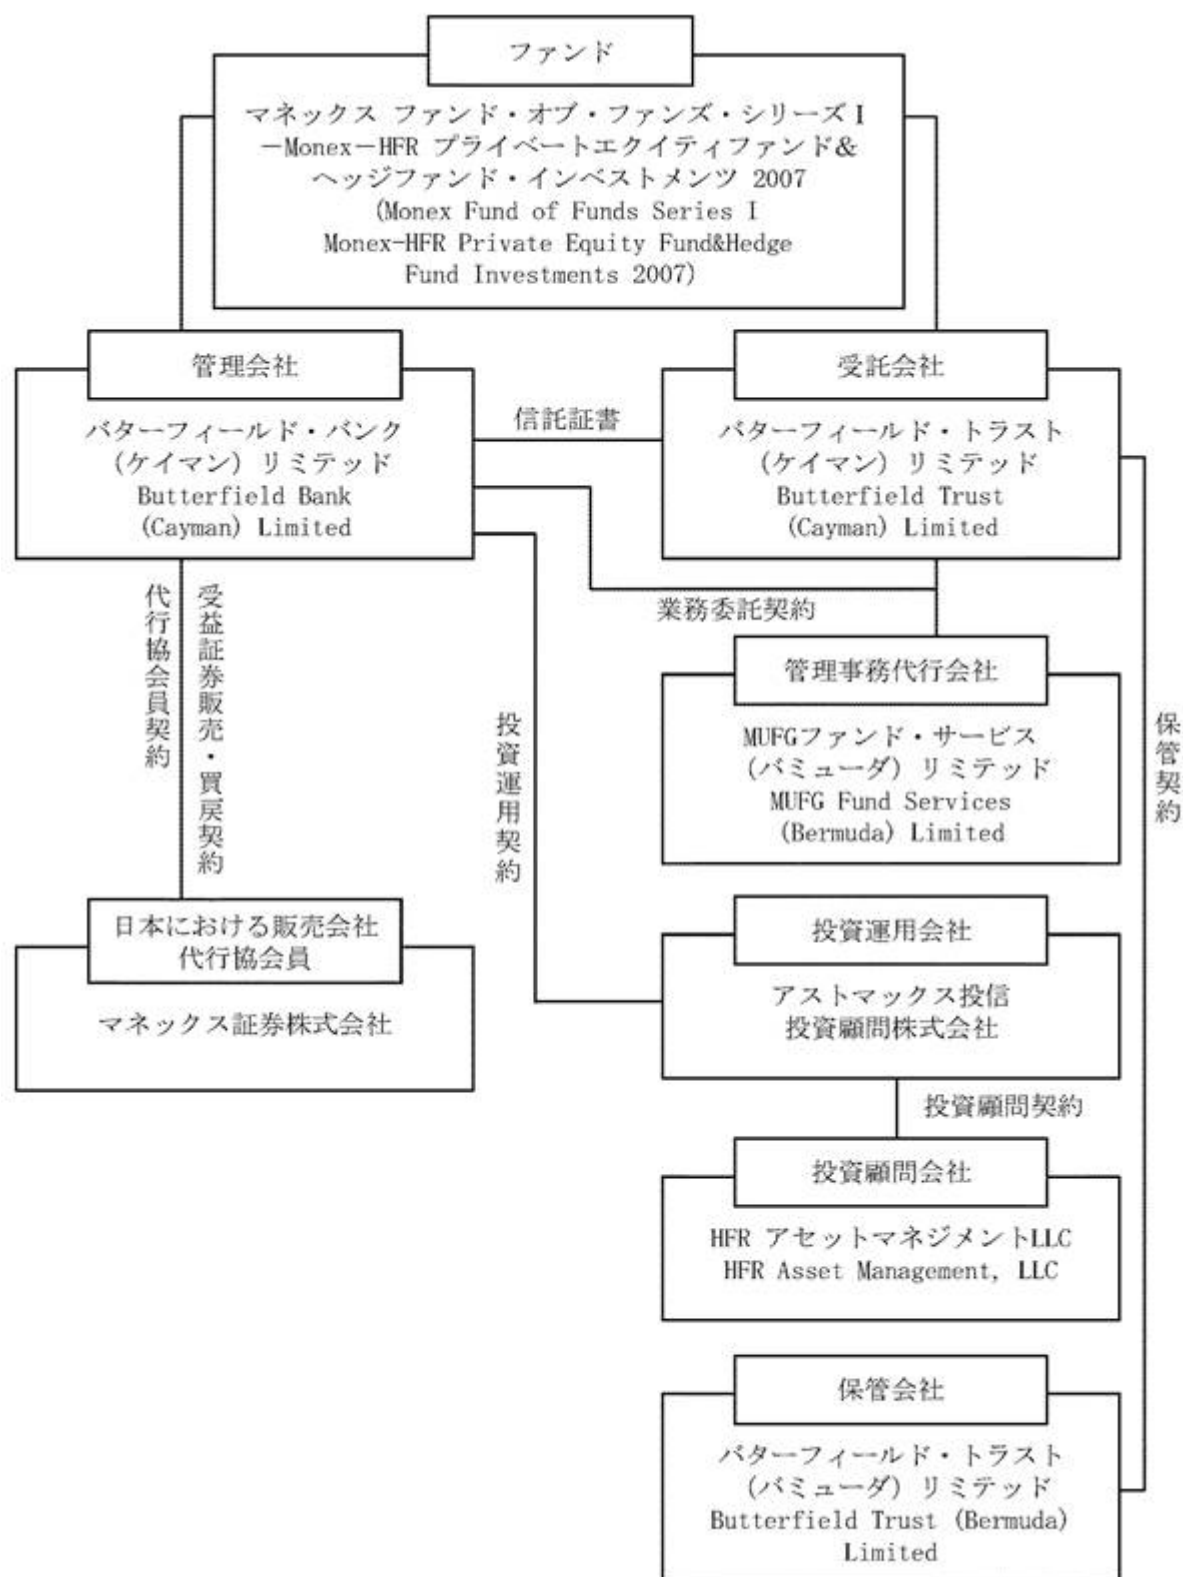 ファンド
マネックス ファンド・オブ・ファンズ・シリーズⅠ
－Monex－HFR プライベートエクイティファンド＆
ヘッジファンド・インベストメンツ 2007
(Monex Fund of Funds Series I
Monex-HFR Private Equity Fund&Hedge
Fund Investments 2007)
管理会社
バターフィールド・バンク
(ケイマン) リミテッド
Butterfield Bank
(Cayman) Limited
信託証書
受託会社
バターフィールド・トラスト
(ケイマン) リミテッド
Butterfield Trust
(Cayman) Limited
業務委託契約
受益証券販売・買戻契約
代行協会員契約
投資運用契約
保管契約
管理事務代行会社
MUFGファンド・サービス
(バミューダ) リミテッド
MUFG Fund Services
(Bermuda) Limited
日本における販売会社
代行協会員
マネックス証券株式会社
投資運用会社
アストマックス投信
投資顧問株式会社
投資顧問契約
投資顧問会社
HFR アセットマネジメントLLC
HFR Asset Management, LLC
保管会社
バターフィールド・トラスト
(バミューダ) リミテッド
Butterfield Trust (Bermuda)
Limited